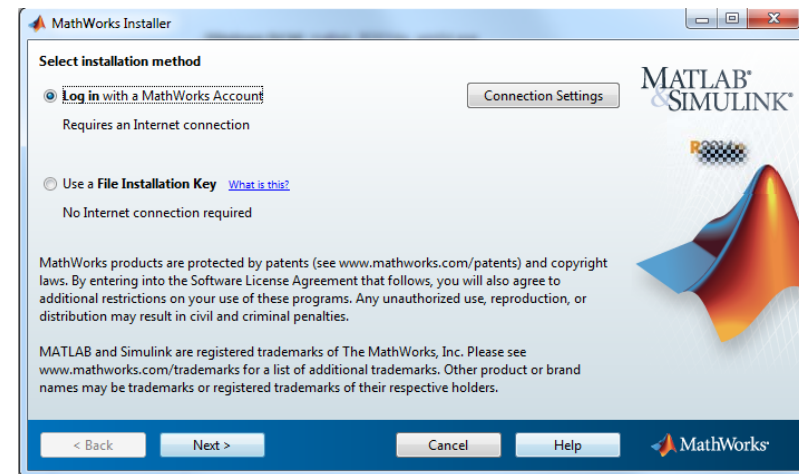 MathWorks Installer
Select installation method
Log in with a MathWorks Account
Connection Settings
Requires an Internet connection
Use a File Installation Key What is this?
No Internet connection required
MathWorks products are protected by patents (see www.mathworks.com/patents) and copyright
laws. By entering into the Software License Agreement that follows, you will also agree to
additional restrictions on your use of these programs. Any unauthorized use, reproduction, or
distribution may result in civil and criminal penalties.
MATLAB and Simulink are registered trademarks of The MathWorks, Inc. Please see
www.mathworks.com/trademarks for a list of additional trademarks. Other product or brand
names may be trademarks or registered trademarks of their respective holders.
MATLAB®
&SIMULINK®
< Back
Next >
Cancel
Help
MathWorks®